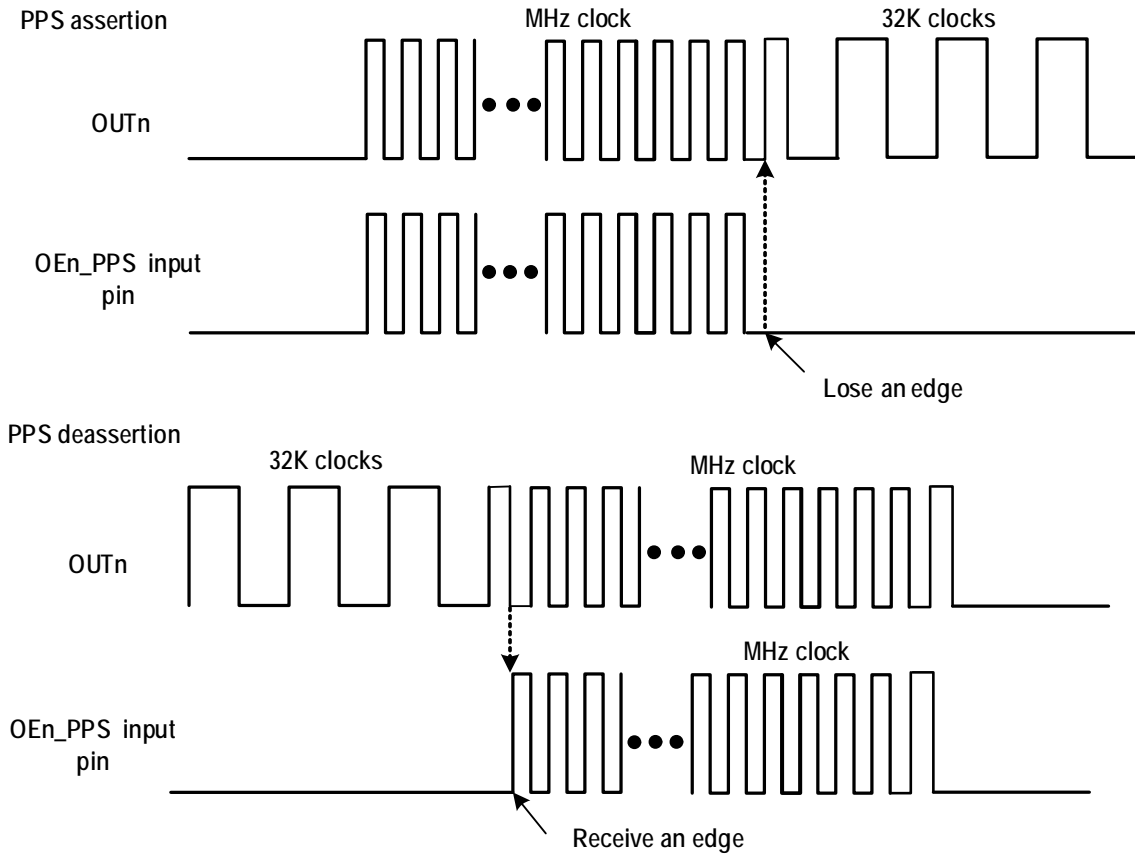 PPS assertion
MHz clock
32K clocks
OUTn
OEn_PPS input
pin
Lose an edge
PPS deassertion
32K clocks
MHz clock
OUTn
MHz clock
OEn_PPS input
pin
Receive an edge